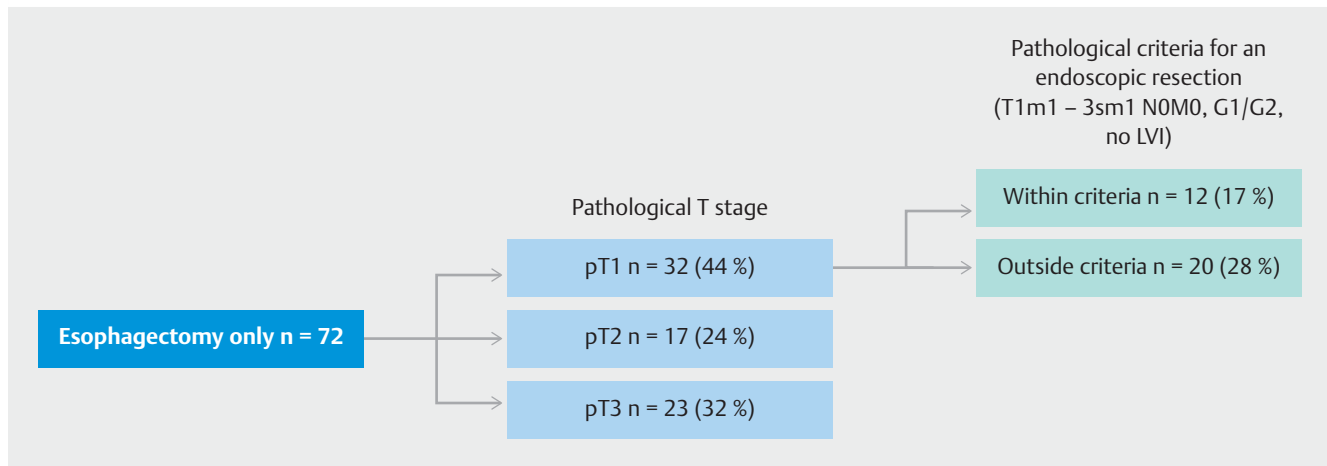 Pathological criteria for an
endoscopic resection
(T1m1 – 3sm1 N0M0, G1/G2,
no LVI)
Within criteria n = 12 (17 %)
Pathological T stage
pT1 n = 32 (44 %)
Outside criteria n = 20 (28 %)
Esophagectomy only n = 72
pT2 n = 17 (24 %)
pT3 n = 23 (32 %)